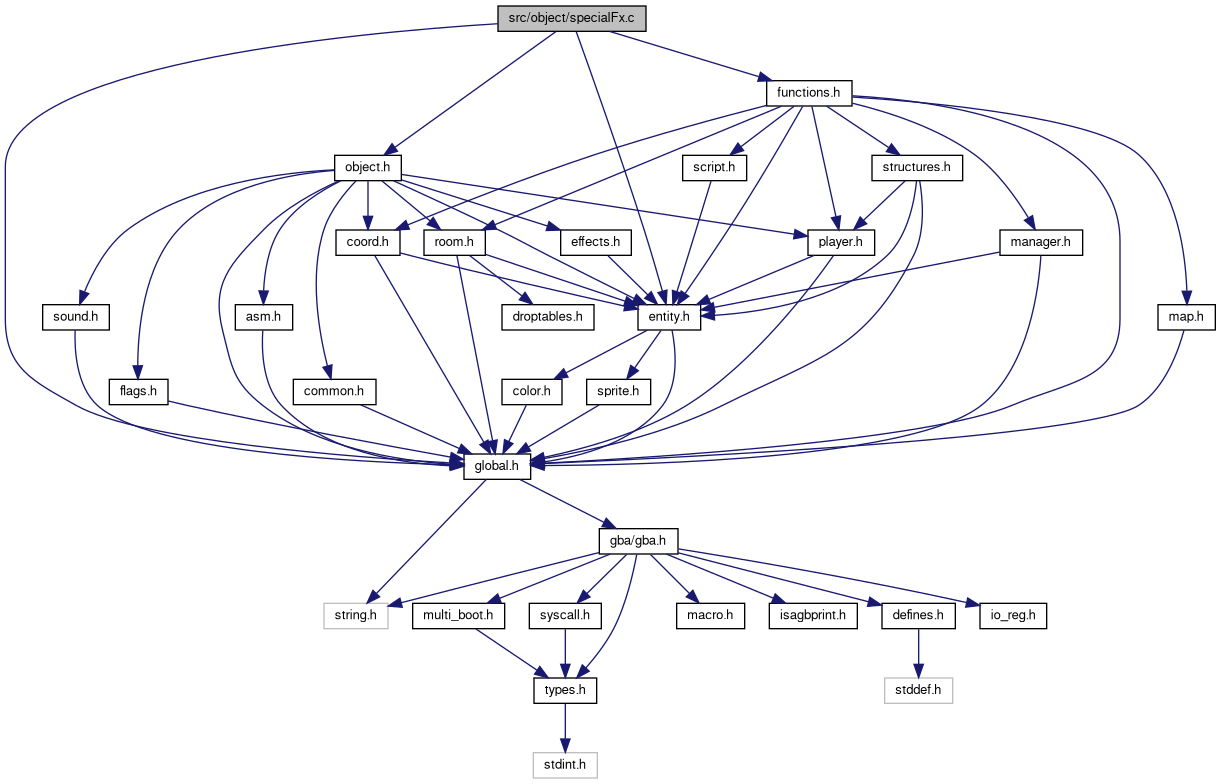 src/object/specialFx.c
functions.h
object.h
script.h
structures.h
coord.h
room.h
effects.h
player.h
manager.h
sound.h
asm.h
droptables.h
entity.h
map.h
flags.h
common.h
color.h
sprite.h
global.h
gba/gba.h
string.h
multi_boot.h
syscall.h
macro.h
isagbprint.h
defines.h
io_reg.h
types.h
stddef.h
stdint.h